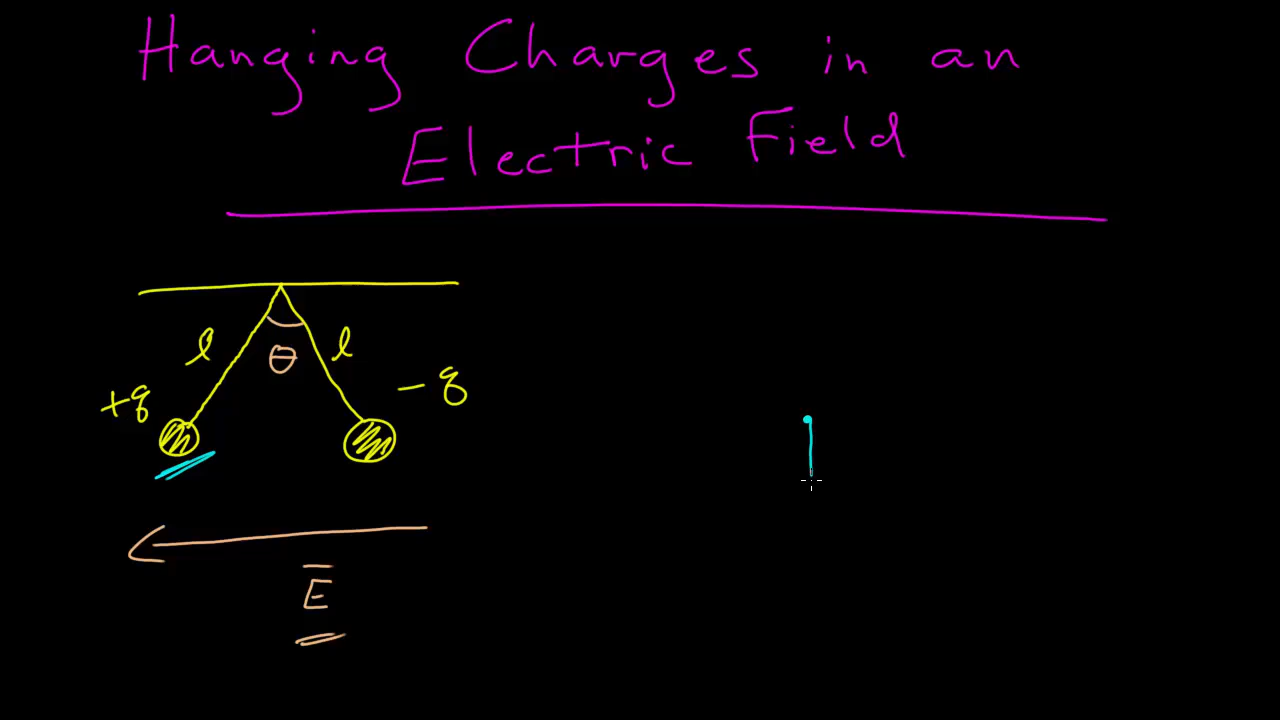 Hanging Charges in an
Electric Field
l
l
θ
+q
-q
E